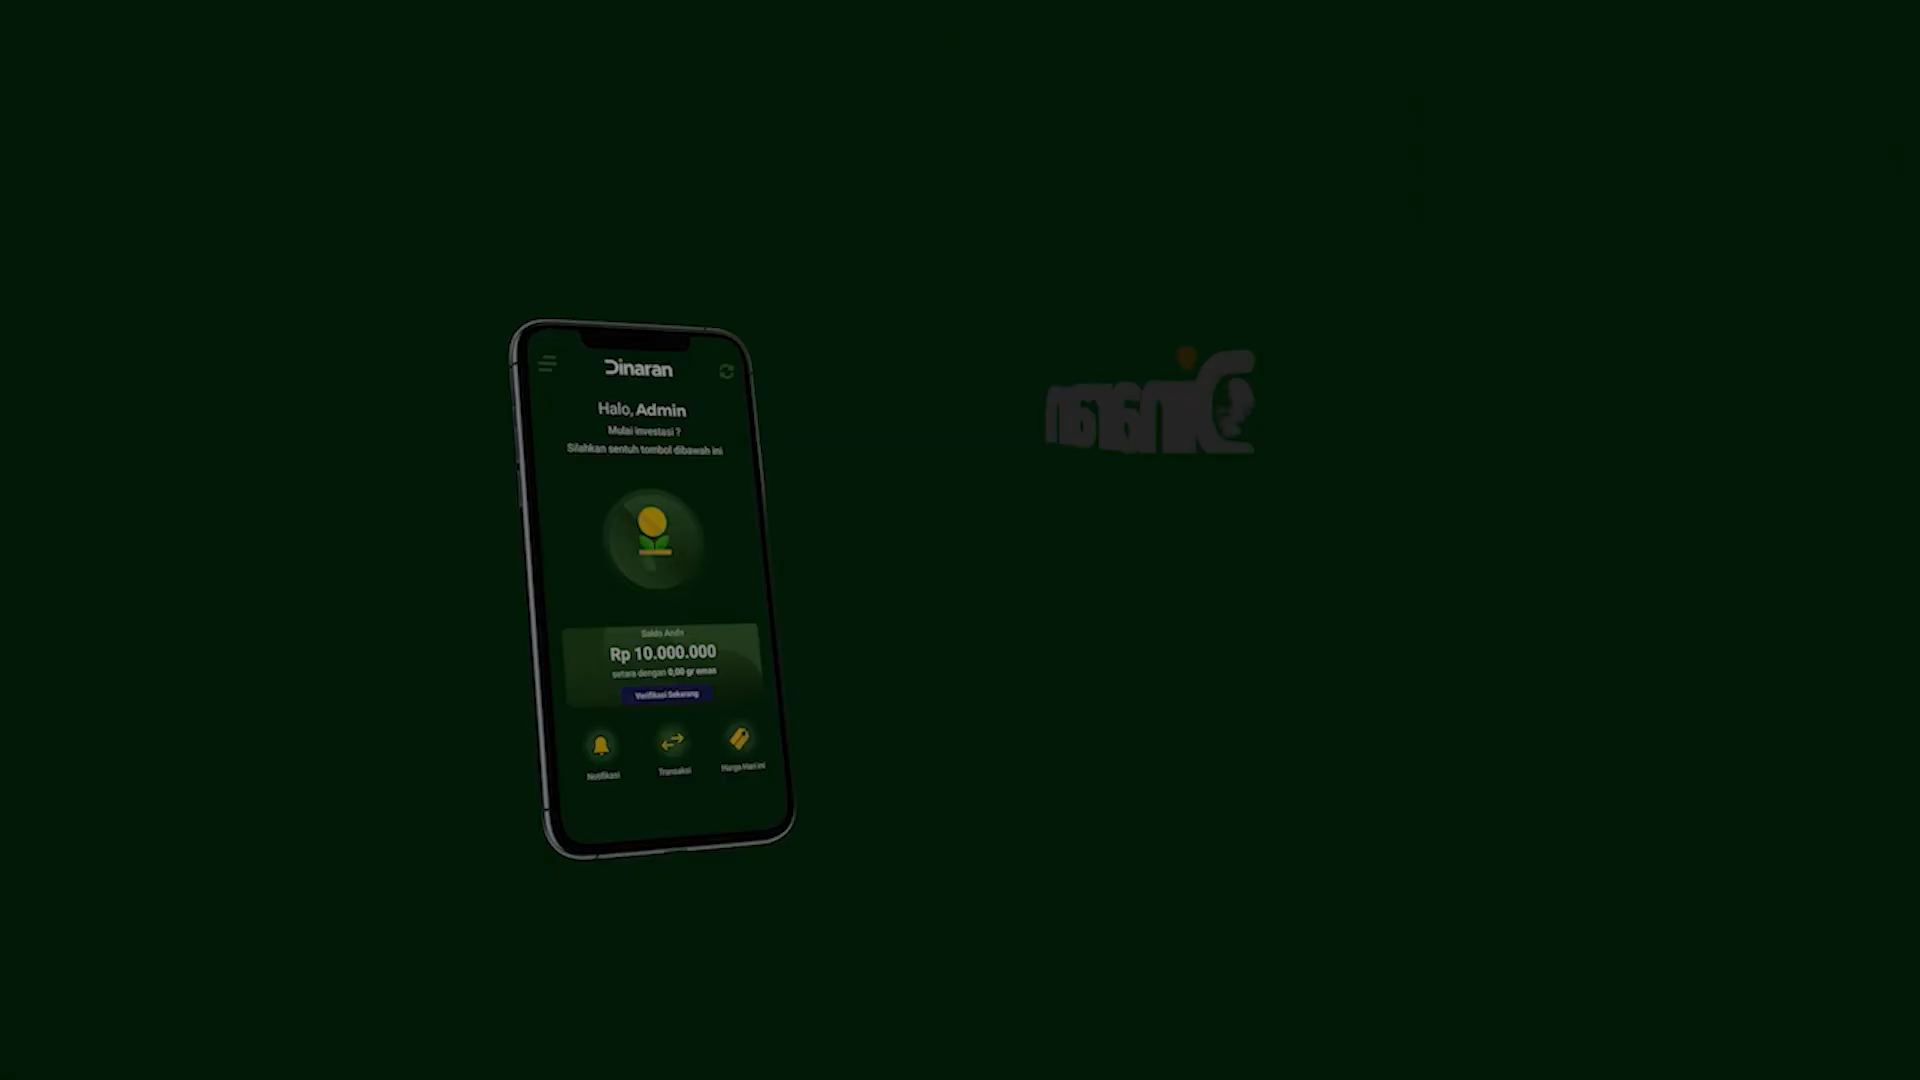 Dinaran
Halo, Admin
Mulai investasi ?
Silahkan sentuh tombol dibawah ini
Saldo Anda
Rp 10.000.000
setara dengan 0,00 gr emas
Verifikasi Sekarang
Notifikasi
Transaksi
Harga Hari ini
Dinaran